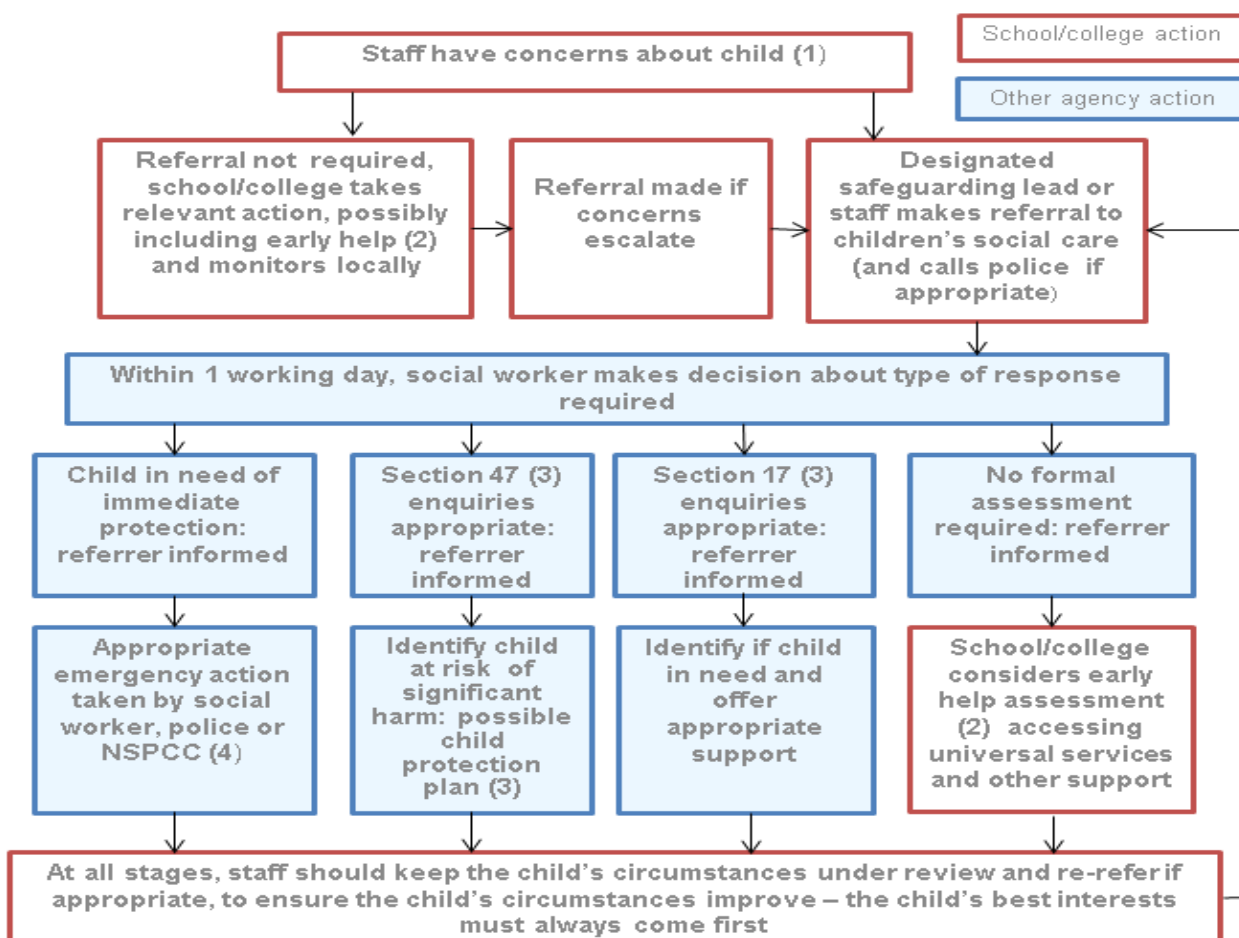 School/college action
Staff have concerns about child (1)
Other agency action
Referral not required,
school/college takes
relevant action, possibly
including early help (2)
and monitors locally
Referral made if
concerns
escalate
Designated
safeguarding lead or
staff makes referral to
children's social care
(and calls police if
appropriate)
Within 1 working day, social worker makes decision about type of response
required
Child in need of
immediate
protection:
referrer informed
Section 47 (3)
enquiries
appropriate:
referrer
informed
Section 17 (3)
enquiries
appropriate:
referrer
informed
No formal
assessment
required: referrer
informed
Appropriate
emergency action
taken by social
worker, police or
NSPCC (4)
Identify child
at risk of
significant
harm: possible
child
protection
plan (3)
Identify if child
in need and
offer
appropriate
support
School/college
considers early
help assessment
(2) accessing
universal services
and other support
At all stages, staff should keep the child's circumstances under review and re-refer if
appropriate, to ensure the child's circumstances improve – the child's best interests
must always come first